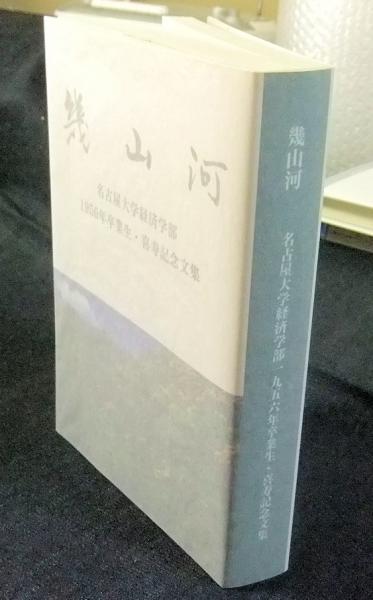 幾山河
名古屋大学経済学部
1956年卒業生・喜寿記念文集
幾山河 名古屋大学経済学部一九五六年卒業生・喜寿記念文集